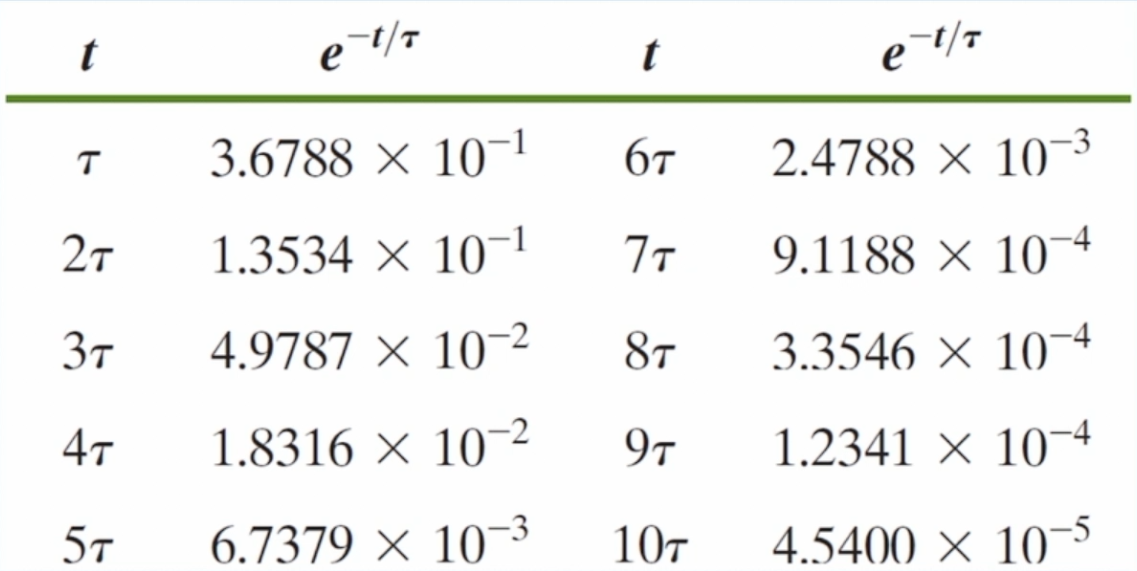 t e^{−t/τ} t e^{−t/τ}
τ 3.6788 × 10⁻¹ 6τ 2.4788 × 10⁻³
2τ 1.3534 × 10⁻¹ 7τ 9.1188 × 10⁻⁴
3τ 4.9787 × 10⁻² 8τ 3.3546 × 10⁻⁴
4τ 1.8316 × 10⁻² 9τ 1.2341 × 10⁻⁴
5τ 6.7379 × 10⁻³ 10τ 4.5400 × 10⁻⁵